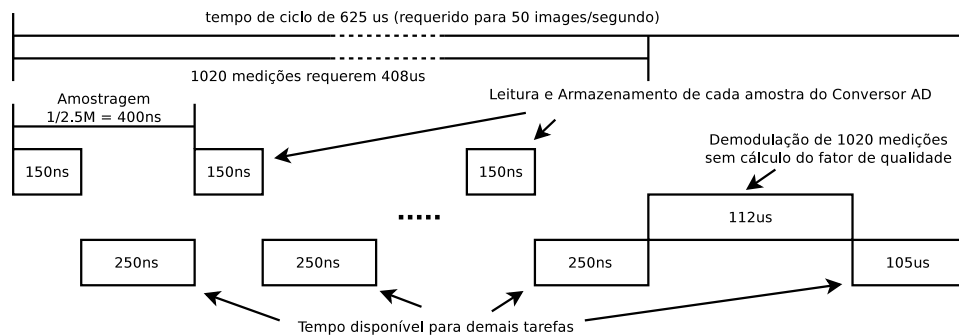 tempo de ciclo de 625 us (requerido para 50 images/segundo)
1020 medições requerem 408us
Amostragem
1/2.5M = 400ns
Leitura e Armazenamento de cada amostra do Conversor AD
Demodulação de 1020 medições
sem cálculo do fator de qualidade
150ns
150ns
150ns
112us
250ns
250ns
250ns
105us
Tempo disponível para demais tarefas